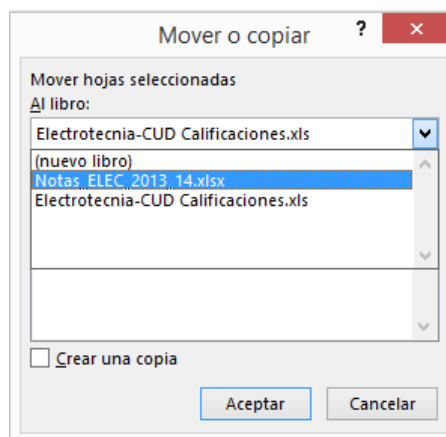 Mover o copiar
?
×
Mover hojas seleccionadas
Al libro:
Electrotecnia-CUD Calificaciones.xls
(nuevo libro)
Notas_ELEC_2013_14.xlsx
Electrotecnia-CUD Calificaciones.xls
Crear una copia
Aceptar
Cancelar